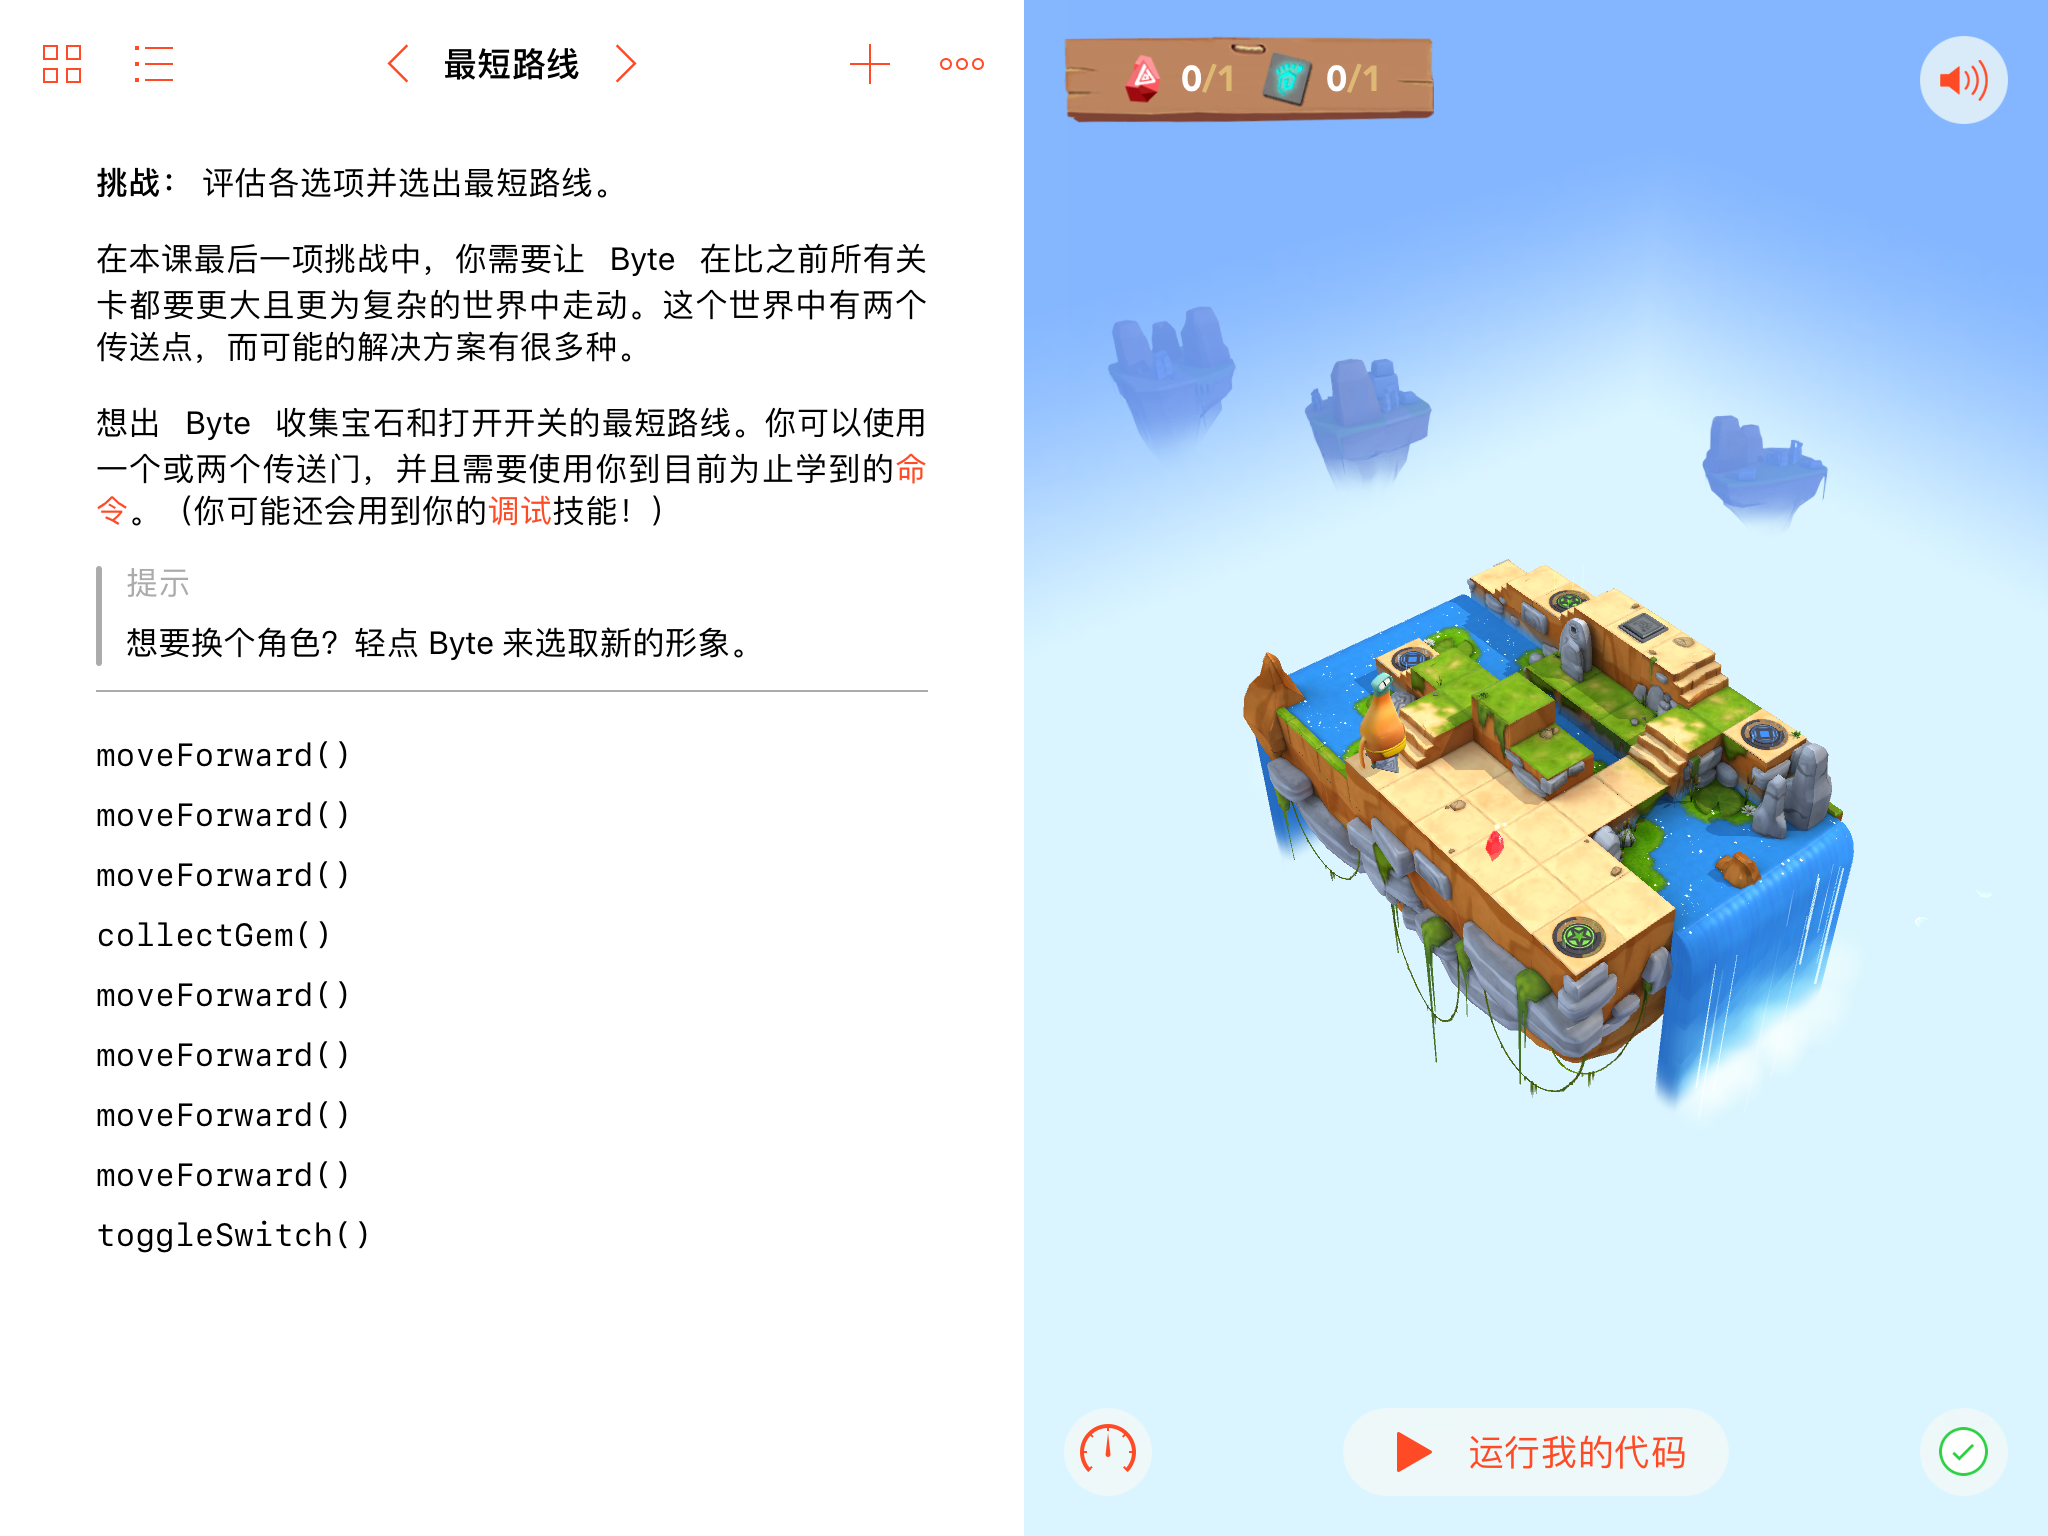 最短路线
0/1 0/1
挑战： 评估各选项并选出最短路线。
在本课最后一项挑战中，你需要让 Byte 在比之前所有关
卡都要更大且更为复杂的世界中走动。这个世界中有两个
传送点，而可能的解决方案有很多种。
想出 Byte 收集宝石和打开开关的最短路线。你可以使用
一个或两个传送门，并且需要使用你到目前为止学到的命
令。（你可能还会用到你的调试技能！）
提示
想要换个角色？轻点 Byte 来选取新的形象。
moveForward()
moveForward()
moveForward()
collectGem()
moveForward()
moveForward()
moveForward()
moveForward()
toggleSwitch()
运行我的代码